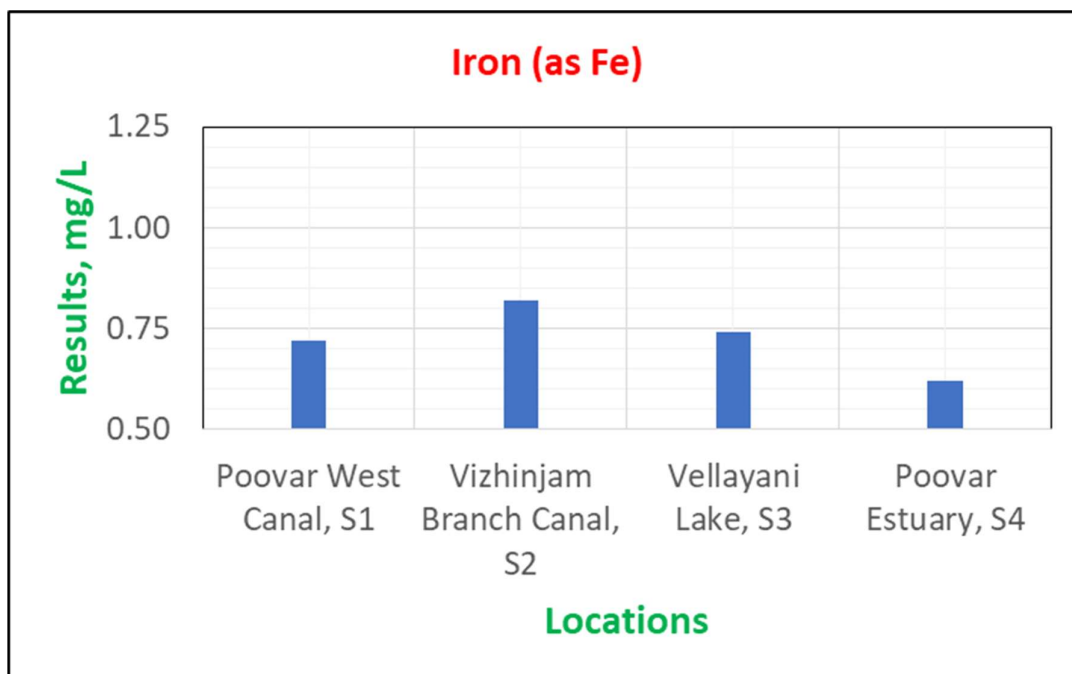 Iron (as Fe)
Results, mg/L
1.25
1.00
0.75
0.50
Poovar West
Canal, S1
Vizhinjam
Branch Canal,
S2
Vellayani
Lake, S3
Poovar
Estuary, S4
Locations